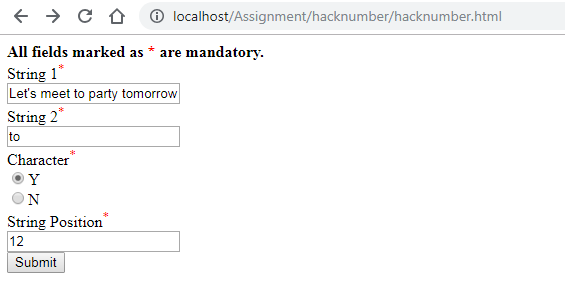 localhost/Assignment/hacknumber/hacknumber.html
All fields marked as * are mandatory.
String 1*
Let's meet to party tomorrow
String 2*
to
Character*
Y
N
String Position*
12
Submit